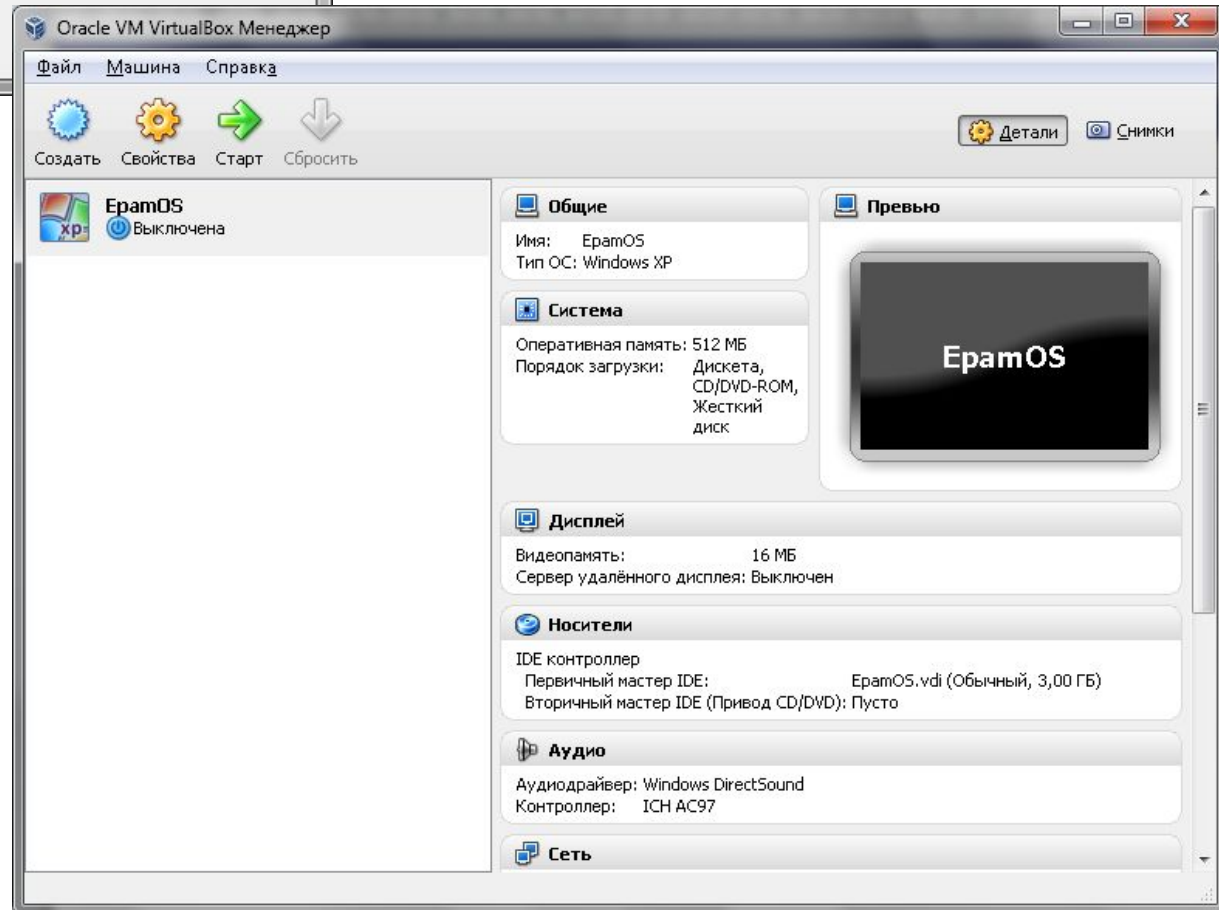 Oracle VM VirtualBox Менеджер
Файл Машина Справка
Создать Свойства Старт Сбросить
Детали Снимки
EpamOS
Выключена
xp
Общие
Имя: EpamOS
Тип ОС: Windows XP
Превью
EpamOS
Система
Оперативная память: 512 МБ
Порядок загрузки: Дискета,
CD/DVD-ROM,
Жесткий
диск
Дисплей
Видеопамять: 16 МБ
Сервер удалённого дисплея: Выключен
Носители
IDE контроллер
Первичный мастер IDE: EpamOS.vdi (Обычный, 3,00 ГБ)
Вторичный мастер IDE (Привод CD/DVD): Пусто
Аудио
Аудиодрайвер: Windows DirectSound
Контроллер: ICH AC97
Сеть